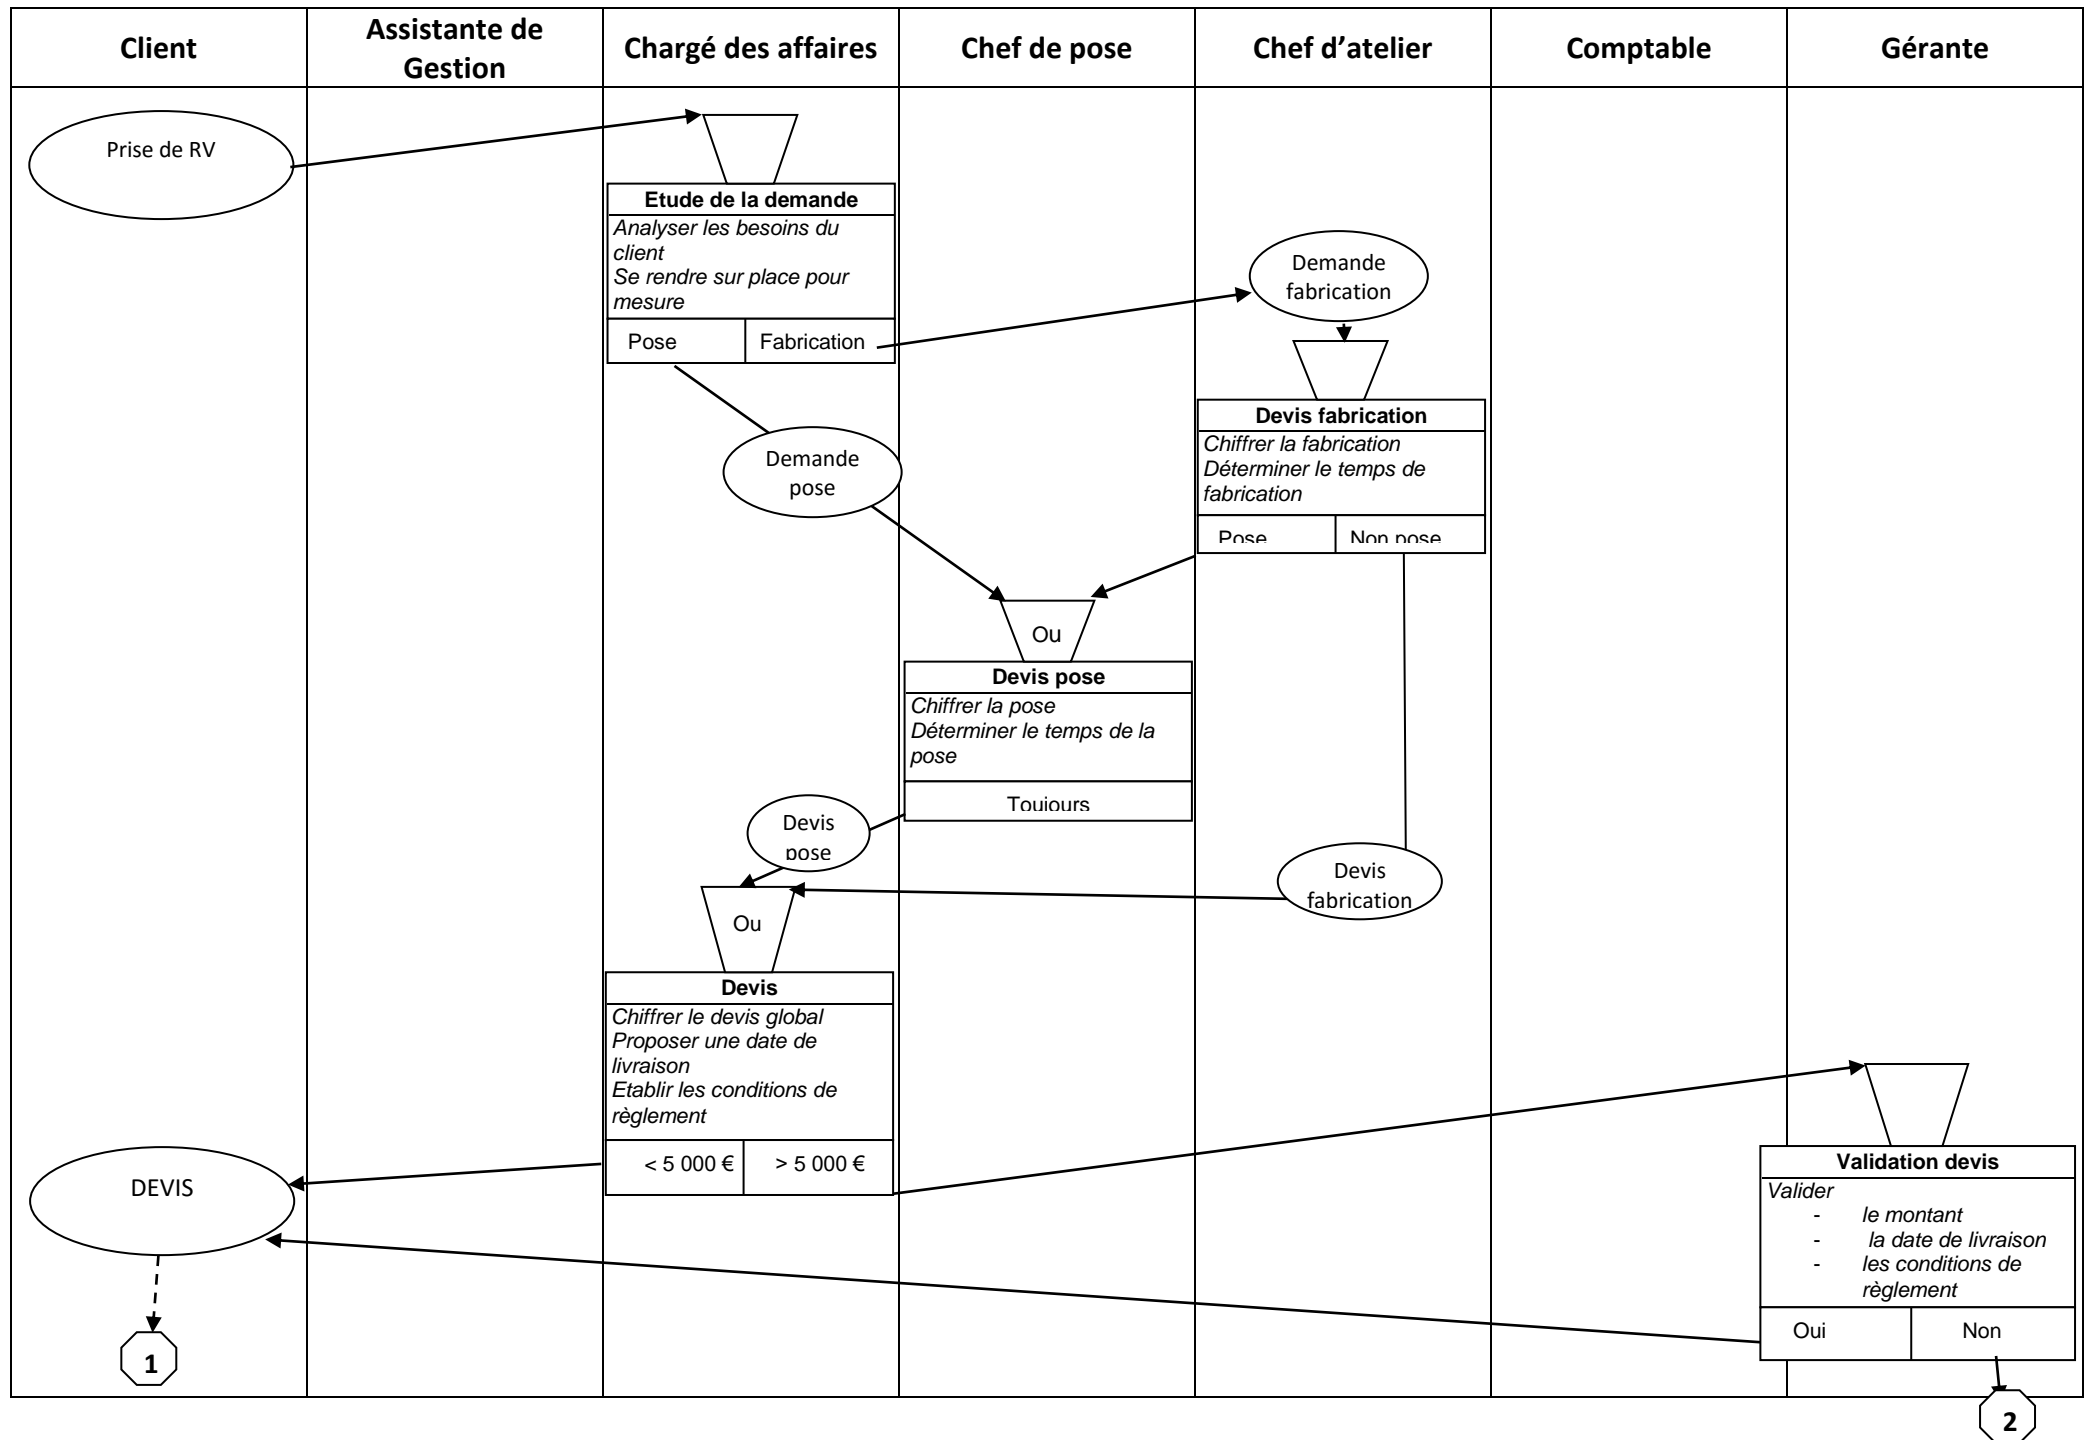 Client
Assistante de
Gestion
Chargé des affaires
Chef de pose
Chef d’atelier
Comptable
Gérante
Prise de RV
Etude de la demande
Analyser les besoins du
client
Se rendre sur place pour
mesure
Pose
Fabrication
Demande
fabrication
Devis fabrication
Chiffrer la fabrication
Déterminer le temps de
fabrication
Pose
Non pose
Demande
pose
Ou
Devis pose
Chiffrer la pose
Déterminer le temps de la
pose
Toujours
Devis
pose
Devis
fabrication
Ou
Devis
Chiffrer le devis global
Proposer une date de
livraison
Etablir les conditions de
règlement
< 5 000 €
> 5 000 €
DEVIS
Validation devis
Valider
- le montant
- la date de livraison
- les conditions de
règlement
Oui
Non
1
2